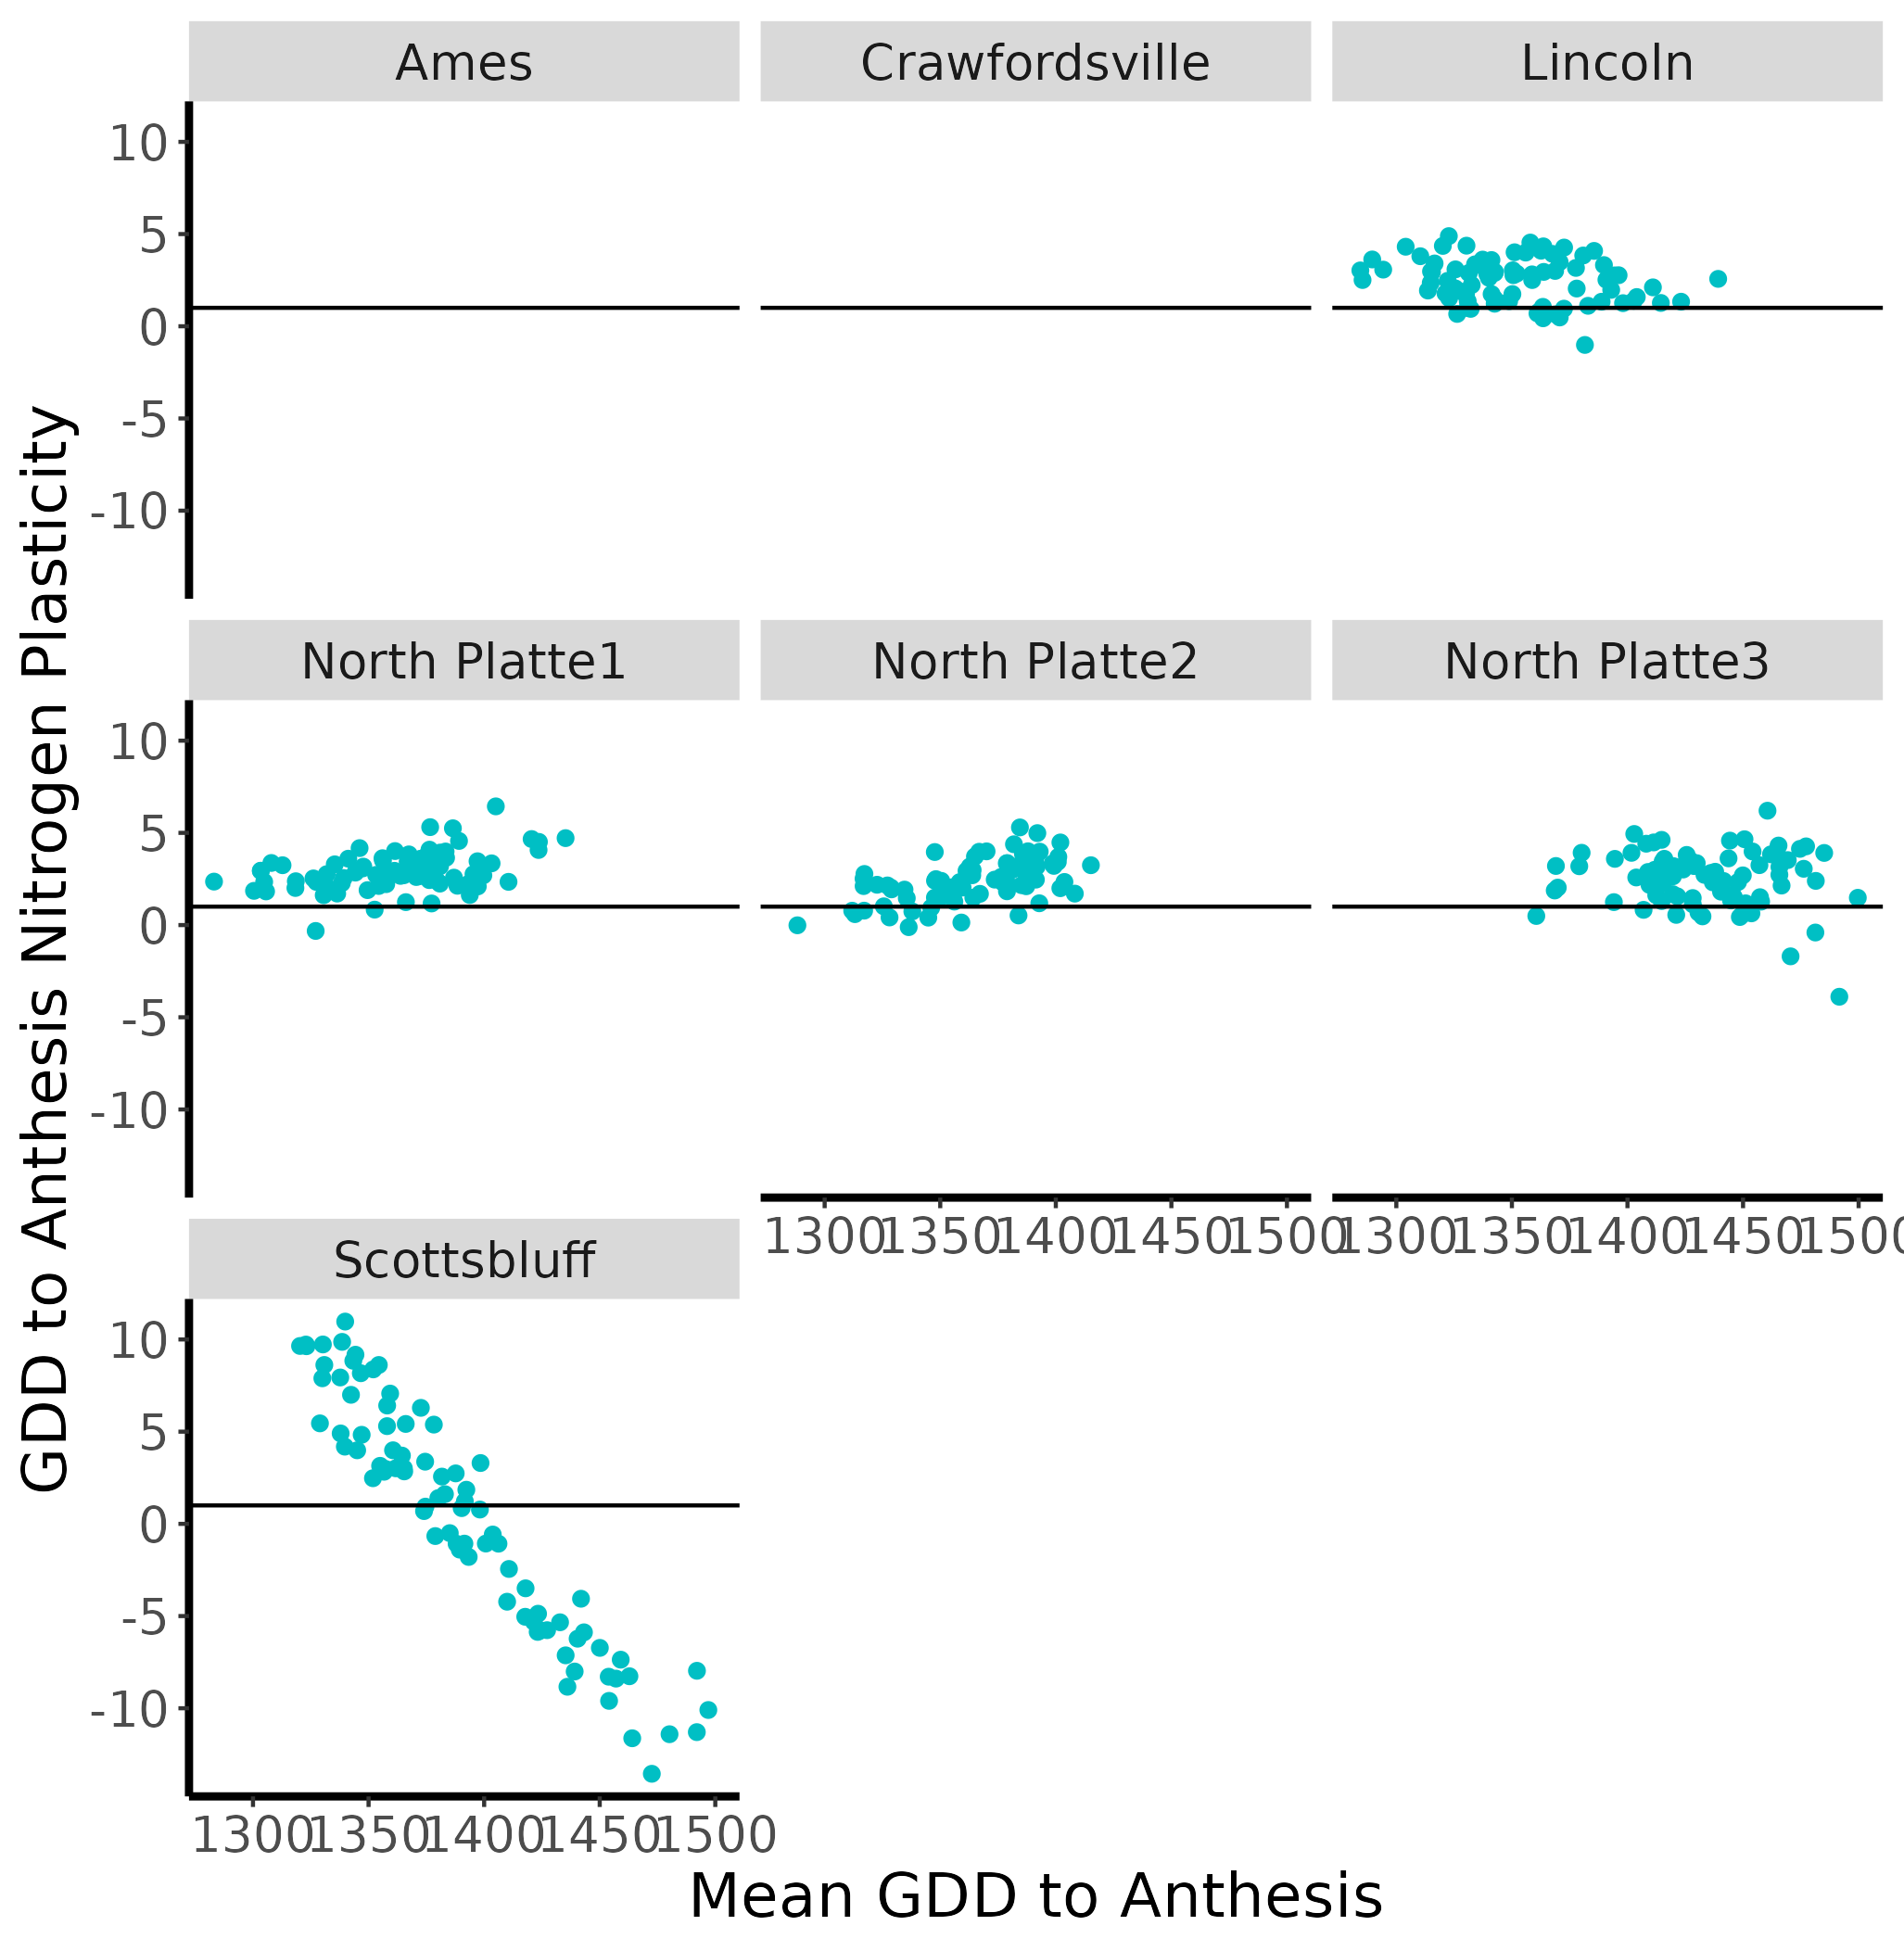 Ames Crawfordsville Lincoln
10
5
0
-5
-10
North Platte1 North Platte2 North Platte3
10
5
0
-5
-10
1300 1350 1400 1450 1500 1300 1350 1400 1450 1500
Scottsbluff
10
5
0
-5
-10
1300 1350 1400 1450 1500
Mean GDD to Anthesis
GDD to Anthesis Nitrogen Plasticity